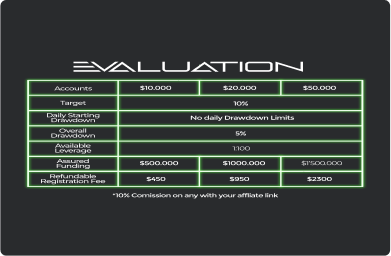 EVALUATION
Accounts $10.000 $20.000 $50.000
Target 10%
Daily Starting
Drawdown No daily Drawdown Limits
Overall
Drawdown 5%
Available
Leverage 1:100
Assured
Funding $500.000 $1000.000 $1'500.000
Refundable
Registration Fee $450 $950 $2300
*10% Comission on any with your affliate link